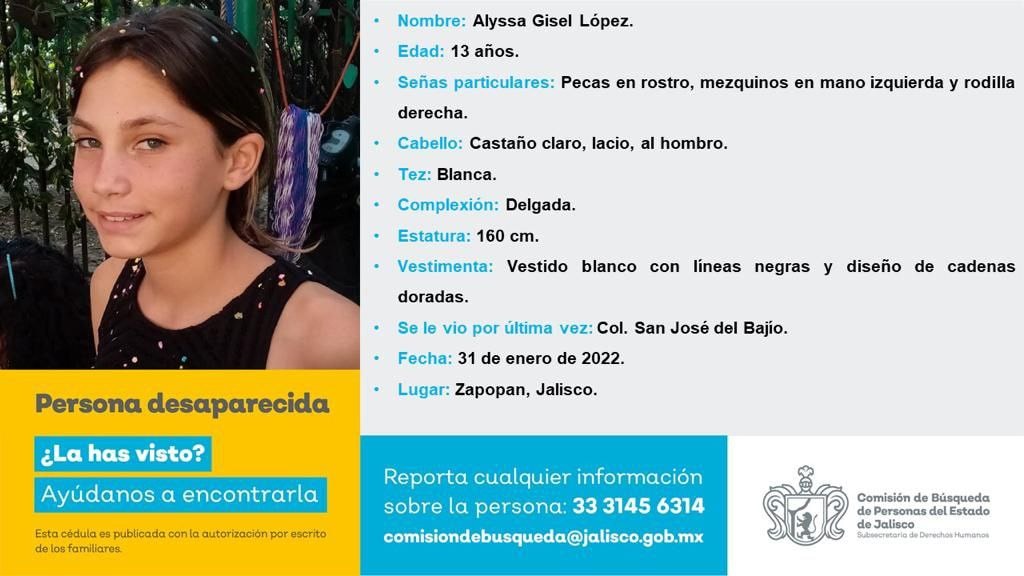 Nombre: Alyssa Gisel López.
Edad: 13 años.
Señas particulares: Pecas en rostro, mezquinos en mano izquierda y rodilla
derecha.
Cabello: Castaño claro, lacio, al hombro.
Tez: Blanca.
Complexión: Delgada.
Estatura: 160 cm.
Vestimenta: Vestido blanco con líneas negras y diseño de cadenas
doradas.
Se le vio por última vez: Col. San José del Bajío.
Fecha: 31 de enero de 2022.
Lugar: Zapopan, Jalisco.
Persona desaparecida
¿La has visto?
Ayúdanos a encontrarla
Esta cédula es publicada con la autorización por escrito
de los familiares.
Reporta cualquier información
sobre la persona: 33 3145 6314
comisiondebusqueda@jalisco.gob.mx
Comisión de Búsqueda
de Personas del Estado
de Jalisco
Subsecretaría de Derechos Humanos